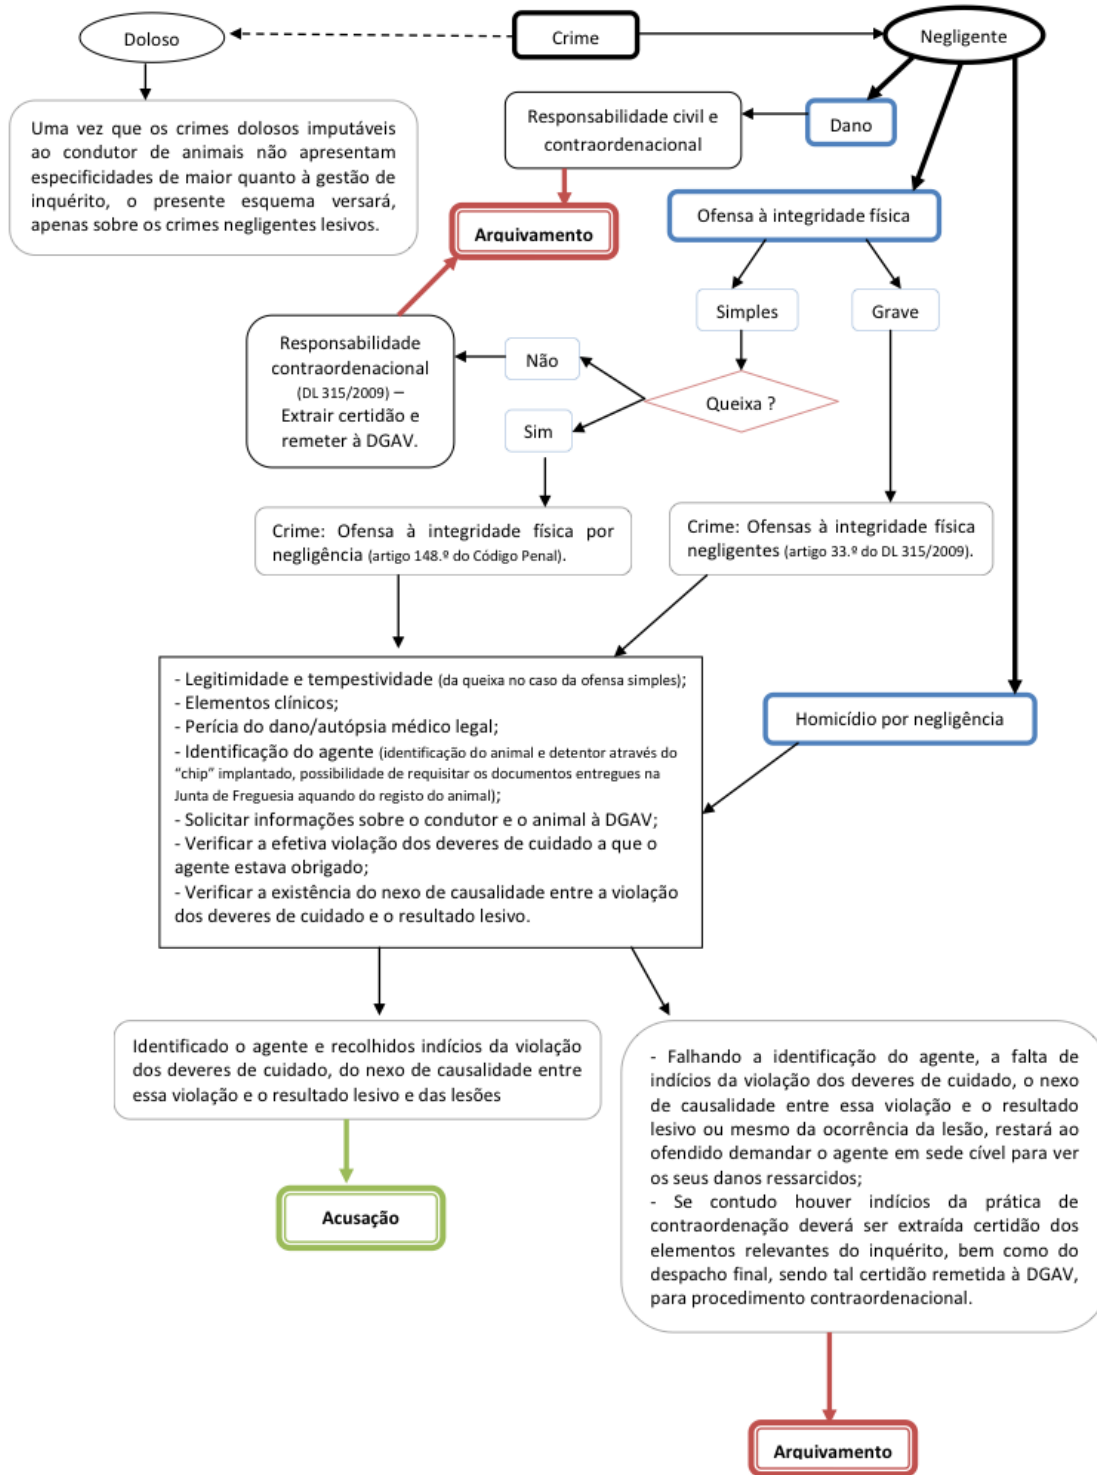 Doloso
Crime
Negligente
Uma vez que os crimes dolosos imputáveis
ao condutor de animais não apresentam
especificidades de maior quanto à gestão de
inquérito, o presente esquema versará,
apenas sobre os crimes negligentes lesivos.
Responsabilidade civil e
contraordenacional
Dano
Arquivamento
Ofensa à integridade física
Simples
Grave
Responsabilidade
contraordenacional
(DL 315/2009) –
Extrair certidão e
remeter à DGAV.
Não
Queixa ?
Sim
Crime: Ofensa à integridade física por
negligência (artigo 148.º do Código Penal).
Crime: Ofensas à integridade física
negligentes (artigo 33.º do DL 315/2009).
- Legitimidade e tempestividade (da queixa no caso da ofensa simples);
- Elementos clínicos;
- Perícia do dano/autópsia médico legal;
- Identificação do agente (identificação do animal e detentor através do
“chip” implantado, possibilidade de requisitar os documentos entregues na
Junta de Freguesia aquando do registo do animal);
- Solicitar informações sobre o condutor e o animal à DGAV;
- Verificar a efetiva violação dos deveres de cuidado a que o
agente estava obrigado;
- Verificar a existência do nexo de causalidade entre a violação
dos deveres de cuidado e o resultado lesivo.
Homicídio por negligência
Identificado o agente e recolhidos indícios da violação
dos deveres de cuidado, do nexo de causalidade entre
essa violação e o resultado lesivo e das lesões
Acusação
- Falhando a identificação do agente, a falta de
indícios da violação dos deveres de cuidado, o nexo
de causalidade entre essa violação e o resultado
lesivo ou mesmo da ocorrência da lesão, restará ao
ofendido demandar o agente em sede cível para ver
os seus danos ressarcidos;
- Se contudo houver indícios da prática de
contraordenação deverá ser extraída certidão dos
elementos relevantes do inquérito, bem como do
despacho final, sendo tal certidão remetida à DGAV,
para procedimento contraordenacional.
Arquivamento